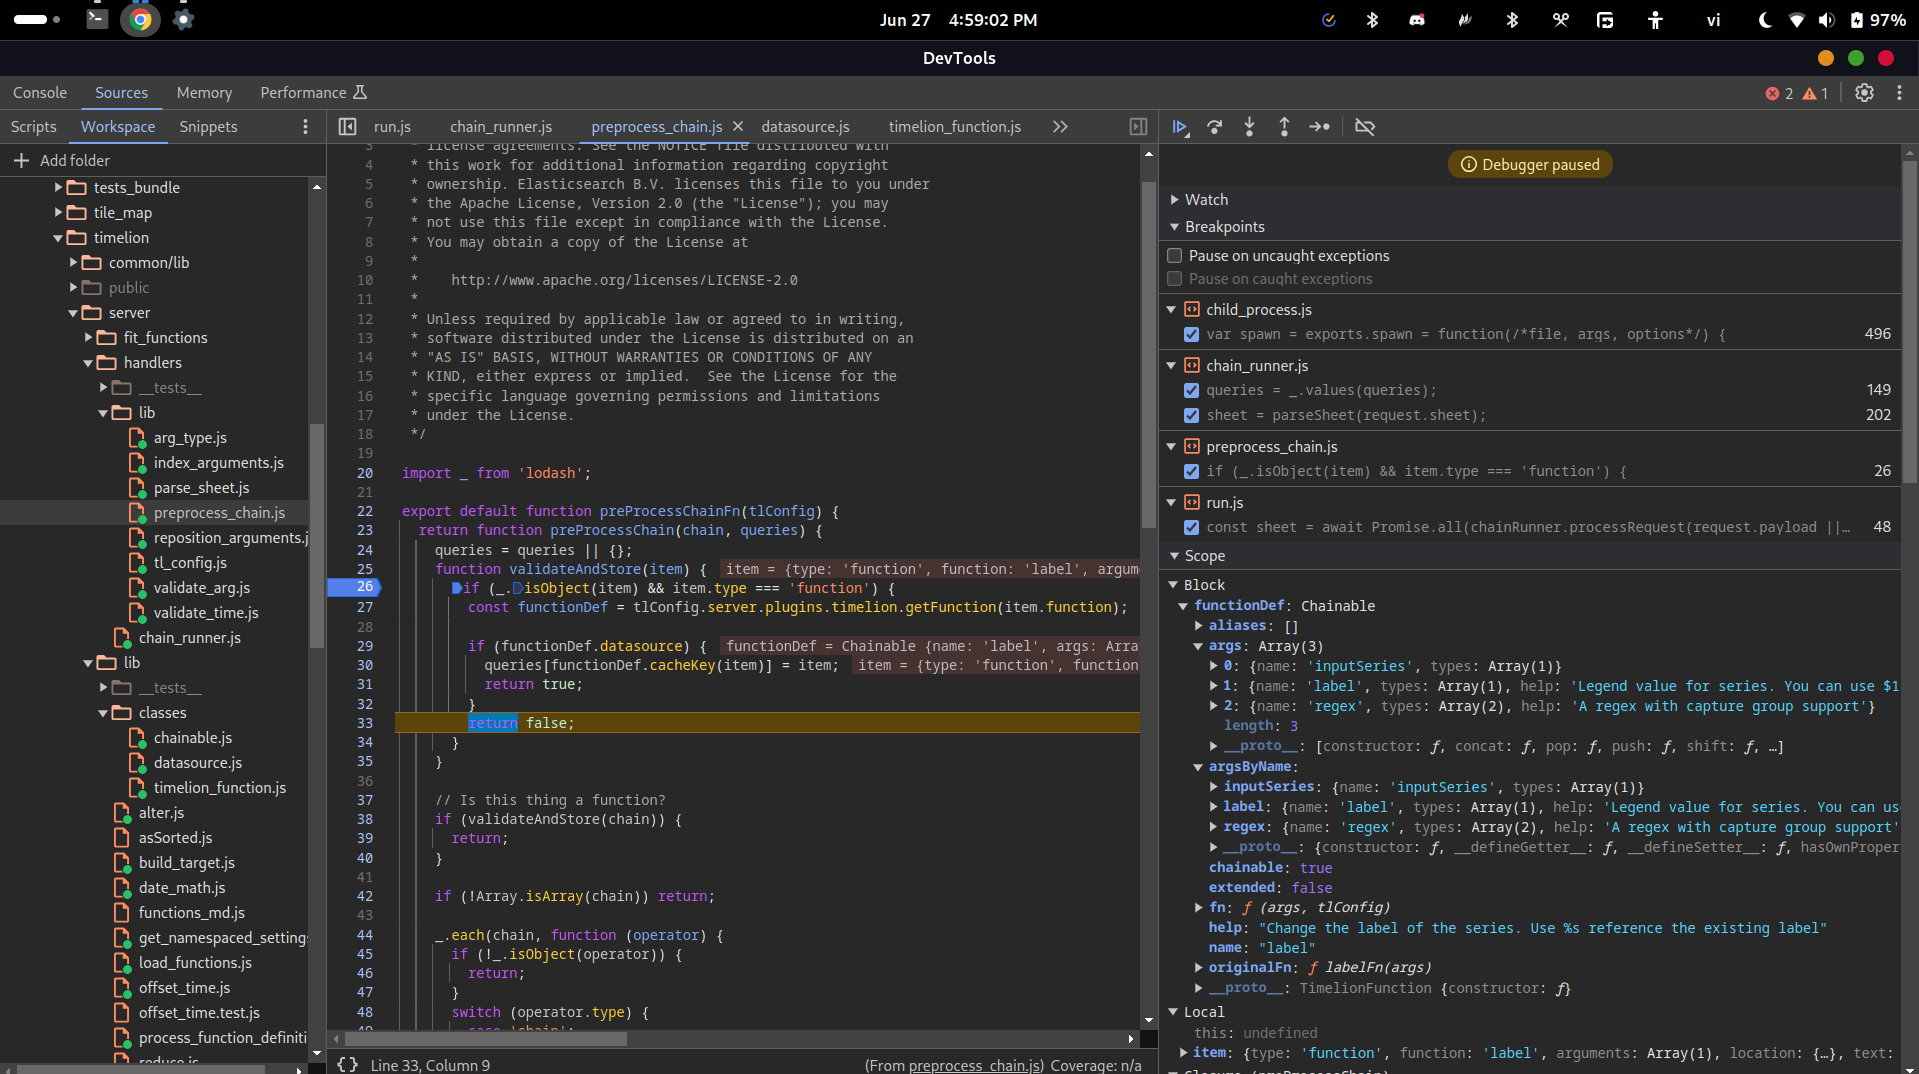 Jun 27 4:59:02 PM
vi
97%
DevTools
Console Sources Memory Performance
2 1
Scripts Workspace Snippets
run.js chain_runner.js preprocess_chain.js datasource.js timelion_function.js
Add folder
tests_bundle
tile_map
timelion
common/lib
public
server
fit_functions
handlers
__tests__
lib
arg_type.js
index_arguments.js
parse_sheet.js
preprocess_chain.js
reposition_arguments.j
tl_config.js
validate_arg.js
validate_time.js
chain_runner.js
lib
__tests__
classes
chainable.js
datasource.js
timelion_function.js
alter.js
asSorted.js
build_target.js
date_math.js
functions_md.js
get_namespaced_setting
load_functions.js
offset_time.js
offset_time.test.js
process_function_definiti
reduce.js
3 * license agreements. See the NOTICE file distributed with
4 * this work for additional information regarding copyright
5 * ownership. Elasticsearch B.V. licenses this file to you under
6 * the Apache License, Version 2.0 (the "License"); you may
7 * not use this file except in compliance with the License.
8 * You may obtain a copy of the License at
9 *
10 *    http://www.apache.org/licenses/LICENSE-2.0
11 *
12 * Unless required by applicable law or agreed to in writing,
13 * software distributed under the License is distributed on an
14 * "AS IS" BASIS, WITHOUT WARRANTIES OR CONDITIONS OF ANY
15 * KIND, either express or implied.  See the License for the
16 * specific language governing permissions and limitations
17 * under the License.
18 */
19
20 import _ from 'lodash';
21
22 export default function preProcessChainFn(tlConfig) {
23   return function preProcessChain(chain, queries) {
24     queries = queries || {};
25     function validateAndStore(item) { item = {type: 'function', function: 'label', argum
26       if (_.isObject(item) && item.type === 'function') {
27         const functionDef = tlConfig.server.plugins.timelion.getFunction(item.function);
28
29         if (functionDef.datasource) { functionDef = Chainable {name: 'label', args: Arra
30           queries[functionDef.cacheKey(item)] = item; item = {type: 'function', function
31           return true;
32         }
33         return false;
34       }
35     }
36
37     // Is this thing a function?
38     if (validateAndStore(chain)) {
39       return;
40     }
41
42     if (!Array.isArray(chain)) return;
43
44     _.each(chain, function (operator) {
45       if (!_.isObject(operator)) {
46         return;
47       }
48       switch (operator.type) {
49         case 'chain':
{} Line 33, Column 9 (From preprocess_chain.js) Coverage: n/a
Debugger paused
Watch
Breakpoints
Pause on uncaught exceptions
Pause on caught exceptions
child_process.js
var spawn = exports.spawn = function(/*file, args, options*/) { 496
chain_runner.js
queries = _.values(queries); 149
sheet = parseSheet(request.sheet); 202
preprocess_chain.js
if (_.isObject(item) && item.type === 'function') { 26
run.js
const sheet = await Promise.all(chainRunner.processRequest(request.payload ||… 48
Scope
Block
functionDef: Chainable
aliases: []
args: Array(3)
0: {name: 'inputSeries', types: Array(1)}
1: {name: 'label', types: Array(1), help: 'Legend value for series. You can use $1
2: {name: 'regex', types: Array(2), help: 'A regex with capture group support'}
length: 3
__proto__: [constructor: ƒ, concat: ƒ, pop: ƒ, push: ƒ, shift: ƒ, …]
argsByName:
inputSeries: {name: 'inputSeries', types: Array(1)}
label: {name: 'label', types: Array(1), help: 'Legend value for series. You can us
regex: {name: 'regex', types: Array(2), help: 'A regex with capture group support'
__proto__: {constructor: ƒ, __defineGetter__: ƒ, __defineSetter__: ƒ, hasOwnProper
chainable: true
extended: false
fn: ƒ (args, tlConfig)
help: "Change the label of the series. Use %s reference the existing label"
name: "label"
originalFn: ƒ labelFn(args)
__proto__: TimelionFunction {constructor: ƒ}
Local
this: undefined
item: {type: 'function', function: 'label', arguments: Array(1), location: {…}, text:
Closure (preProcessChain)